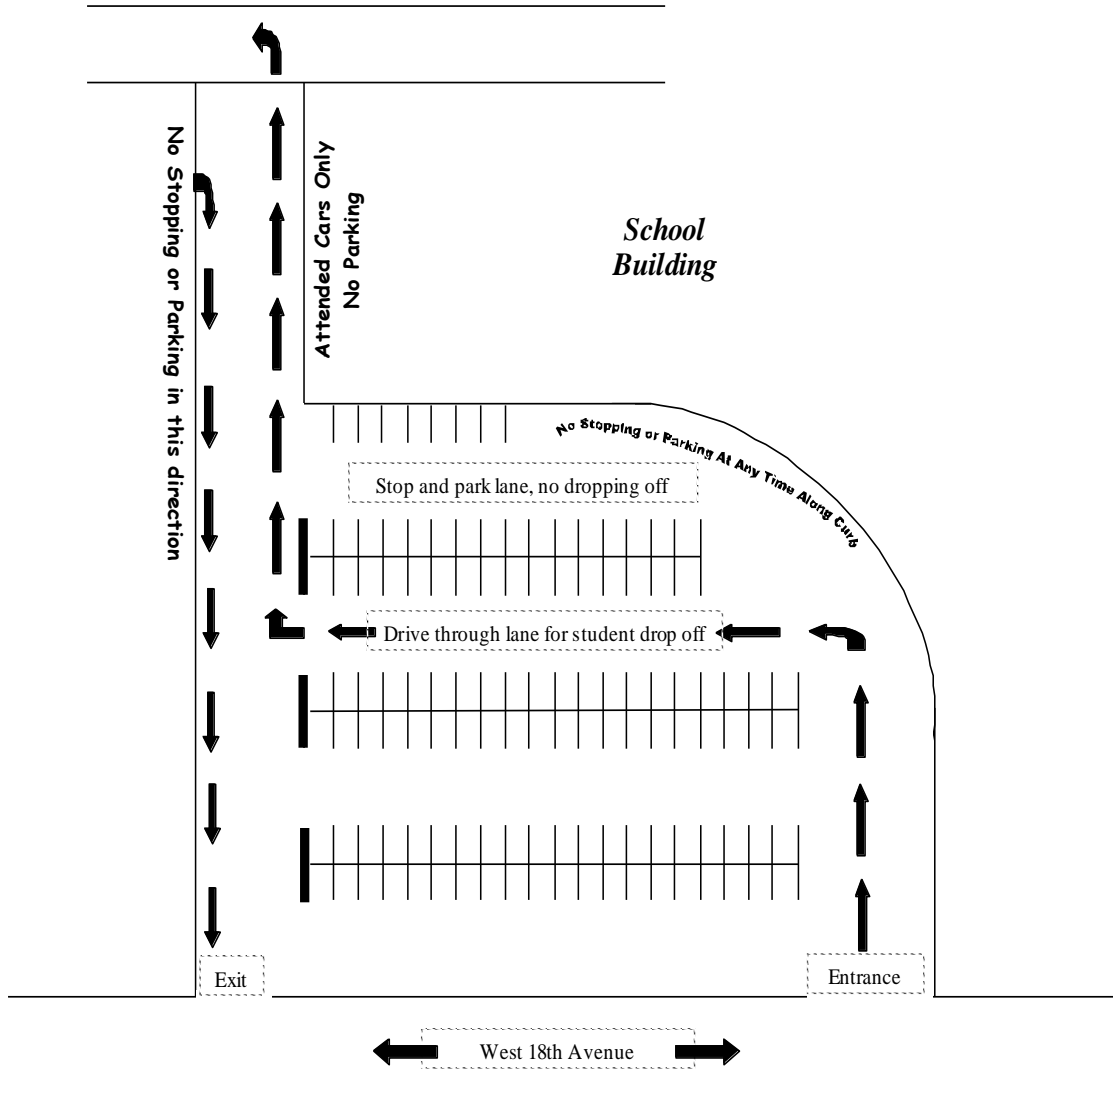 No Stopping or Parking in this direction
Attended Cars Only
No Parking
School
Building
No Stopping or Parking At Any Time Along Curb
Stop and park lane, no dropping off
Drive through lane for student drop off
Exit
Entrance
West 18th Avenue